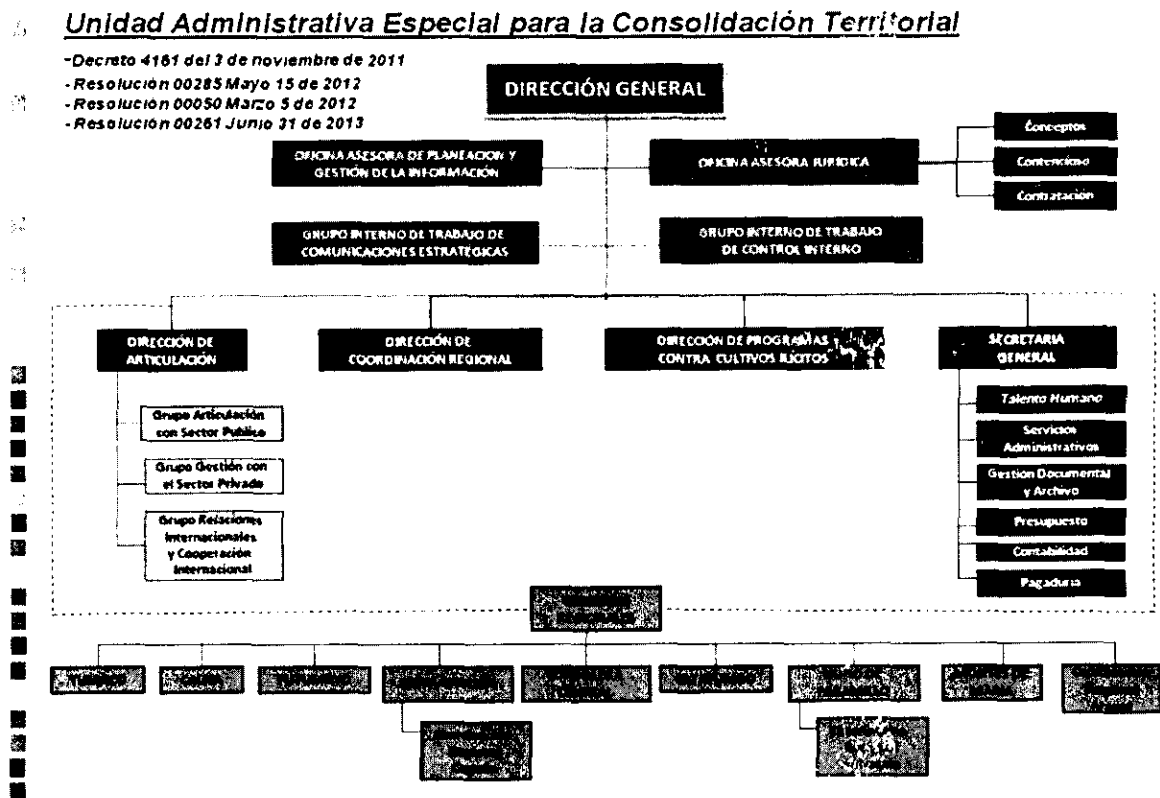 Unidad Administrativa Especial para la Consolidación Territorial
-Decreto 4161 del 3 de noviembre de 2011
- Resolución 00285 Mayo 15 de 2012
- Resolución 00050 Marzo 5 de 2012
- Resolución 00261 Junio 31 de 2013
DIRECCIÓN GENERAL
OFICINA ASESORA DE PLANEACION Y
GESTIÓN DE LA INFORMACIÓN
OFICINA ASESORA JURÍDICA
Conceptos
Contencioso
Contratación
GRUPO INTERNO DE TRABAJO DE
COMUNICACIONES ESTRATÉGICAS
GRUPO INTERNO DE TRABAJO
DE CONTROL INTERNO
DIRECCIÓN DE
ARTICULACIÓN
DIRECCIÓN DE
COORDINACIÓN REGIONAL
DIRECCIÓN DE PROGRAMAS
CONTRA CULTIVOS ILÍCITOS
SECRETARIA
GENERAL
Grupo Articulación
con Sector Publico
Grupo Gestión con
el Sector Privado
Grupo Relaciones
Internacionales
y Cooperación
Internacional
Talento Humano
Servicios
Administrativos
Gestion Documental
y Archivo
Presupuesto
Contabilidad
Pagaduria
TUMACO
CAUCA
PUTUMAYO